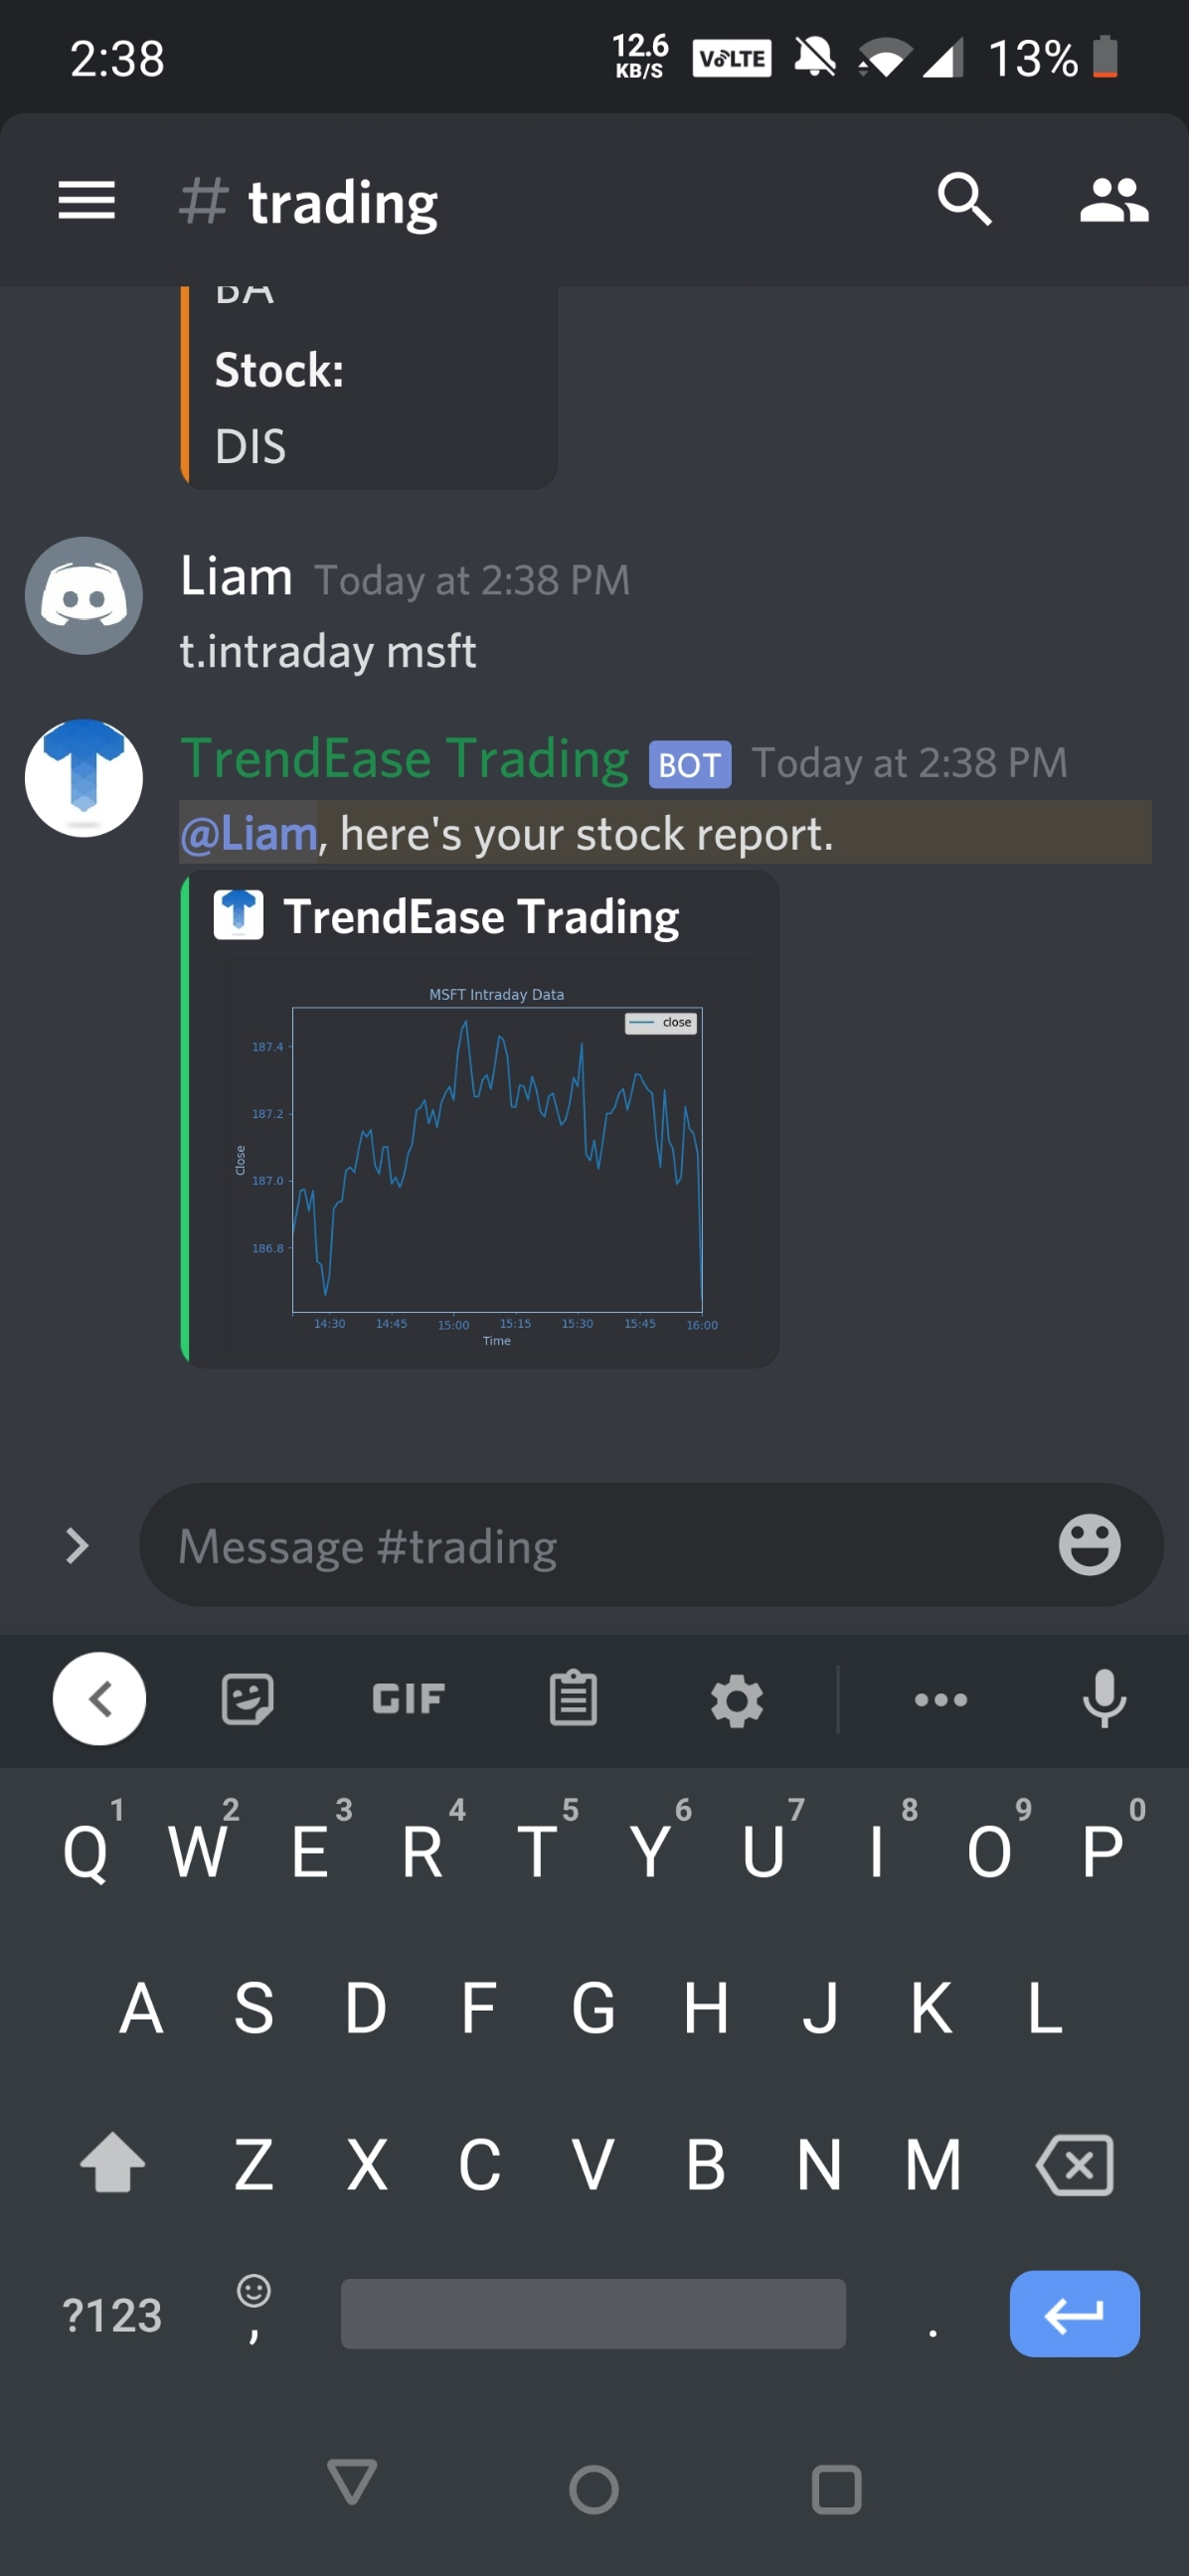 2:38 12.6 KB/S VoLTE 13%
# trading
BA
Stock:
DIS
Liam Today at 2:38 PM
t.intraday msft
TrendEase Trading BOT Today at 2:38 PM
@Liam, here's your stock report.
TrendEase Trading
MSFT Intraday Data
close
187.4
187.2
187.0
186.8
Close
14:30 14:45 15:00 15:15 15:30 15:45 16:00
Time
Message #trading
GIF
1 2 3 4 5 6 7 8 9 0
Q W E R T Y U I O P
A S D F G H J K L
Z X C V B N M
?123 , .